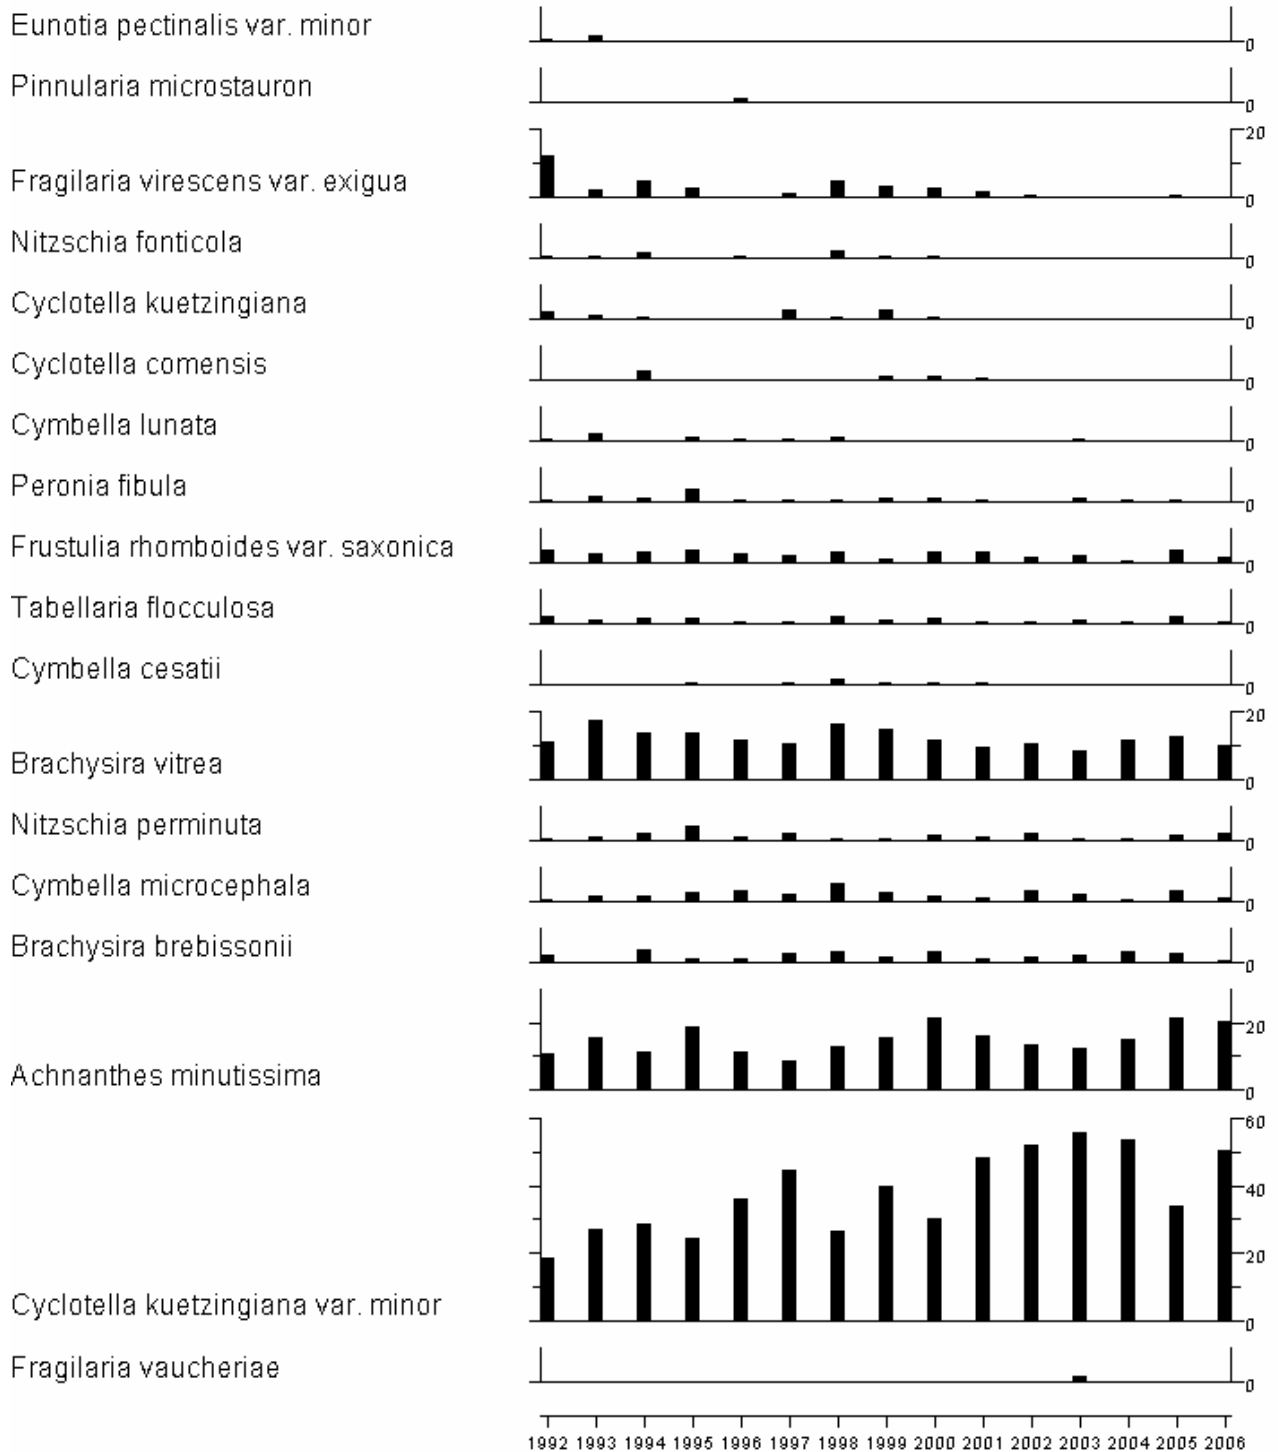 Eunotia pectinalis var. minor
0
Pinnularia microstauron
0
20
Fragilaria virescens var. exigua
0
Nitzschia fonticola
0
Cyclotella kuetzingiana
0
Cyclotella comensis
0
Cymbella lunata
0
Peronia fibula
0
Frustulia rhomboides var. saxonica
0
Tabellaria flocculosa
0
Cymbella cesatii
0
20
Brachysira vitrea
0
Nitzschia perminuta
0
Cymbella microcephala
0
Brachysira brebissonii
0
20
Achnanthes minutissima
0
60
40
20
Cyclotella kuetzingiana var. minor
0
Fragilaria vaucheriae
0
1992 1993 1994 1995 1996 1997 1998 1999 2000 2001 2002 2003 2004 2005 2006